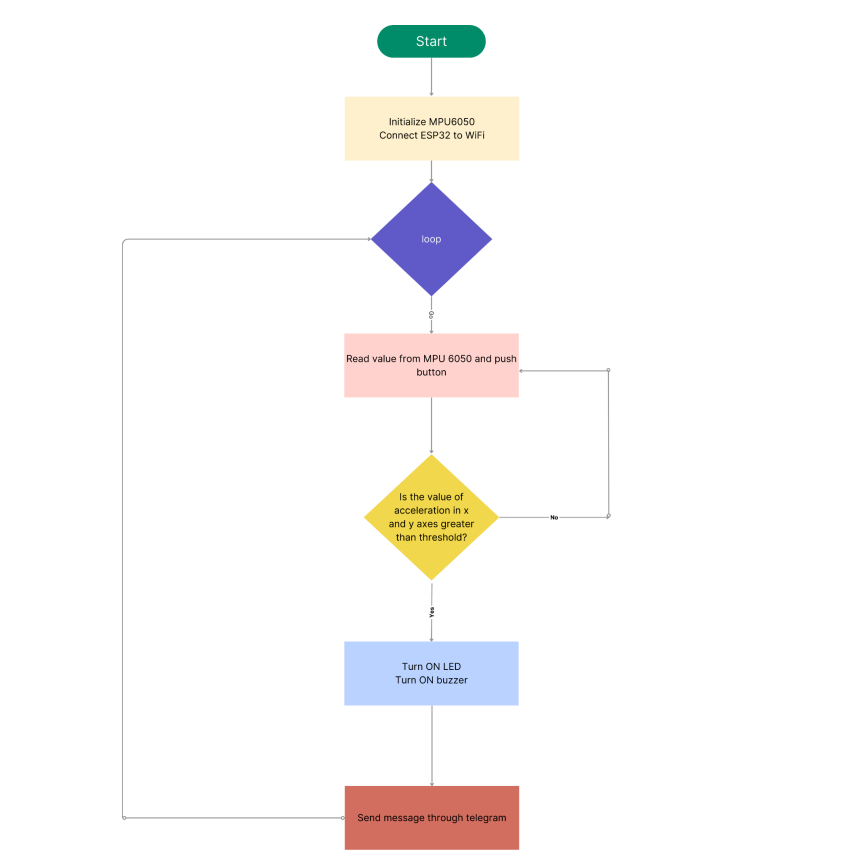 Start
Initialize MPU6050
Connect ESP32 to WiFi
loop
Read value from MPU 6050 and push
button
Is the value of
acceleration in x
and y axes greater
than threshold?
No
Yes
Turn ON LED
Turn ON buzzer
Send message through telegram